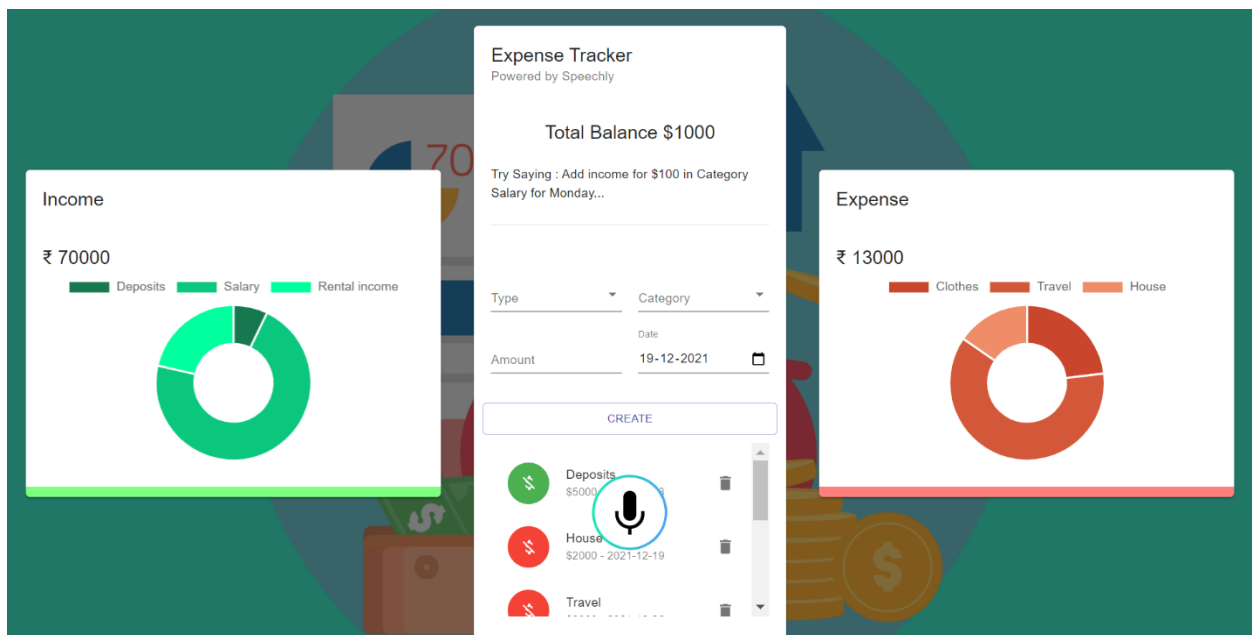 Income
₹ 70000
Deposits Salary Rental income
70
Expense Tracker
Powered by Speechly
Total Balance $1000
Try Saying : Add income for $100 in Category
Salary for Monday...
Type Category
Date
Amount 19-12-2021
CREATE
Deposits
$5000
House
$2000 - 2021-12-19
Travel
Expense
₹ 13000
Clothes Travel House